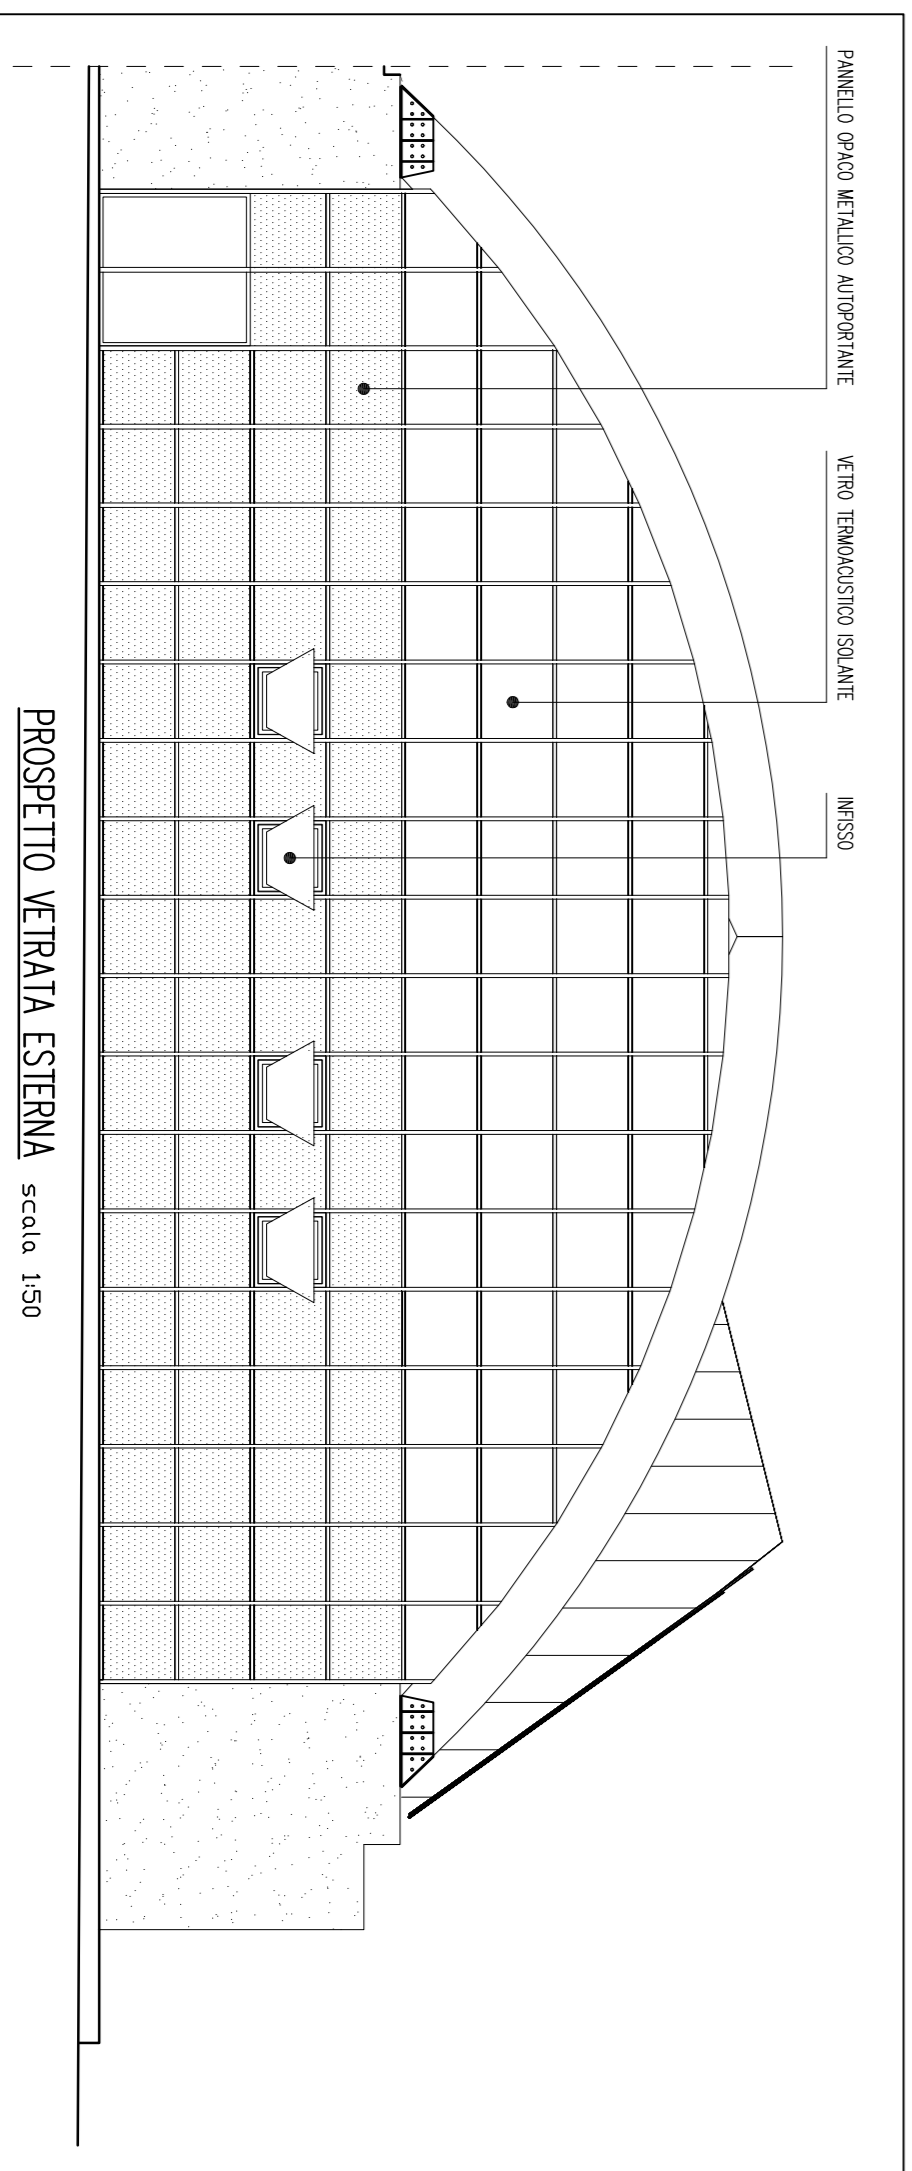 PANNELLO OPACO METALLICO AUTOPORTANTE
VETRO TERMOACUSTICO ISOLANTE
INFISSO
PROSPETTO VETRATA ESTERNA scala 1:50